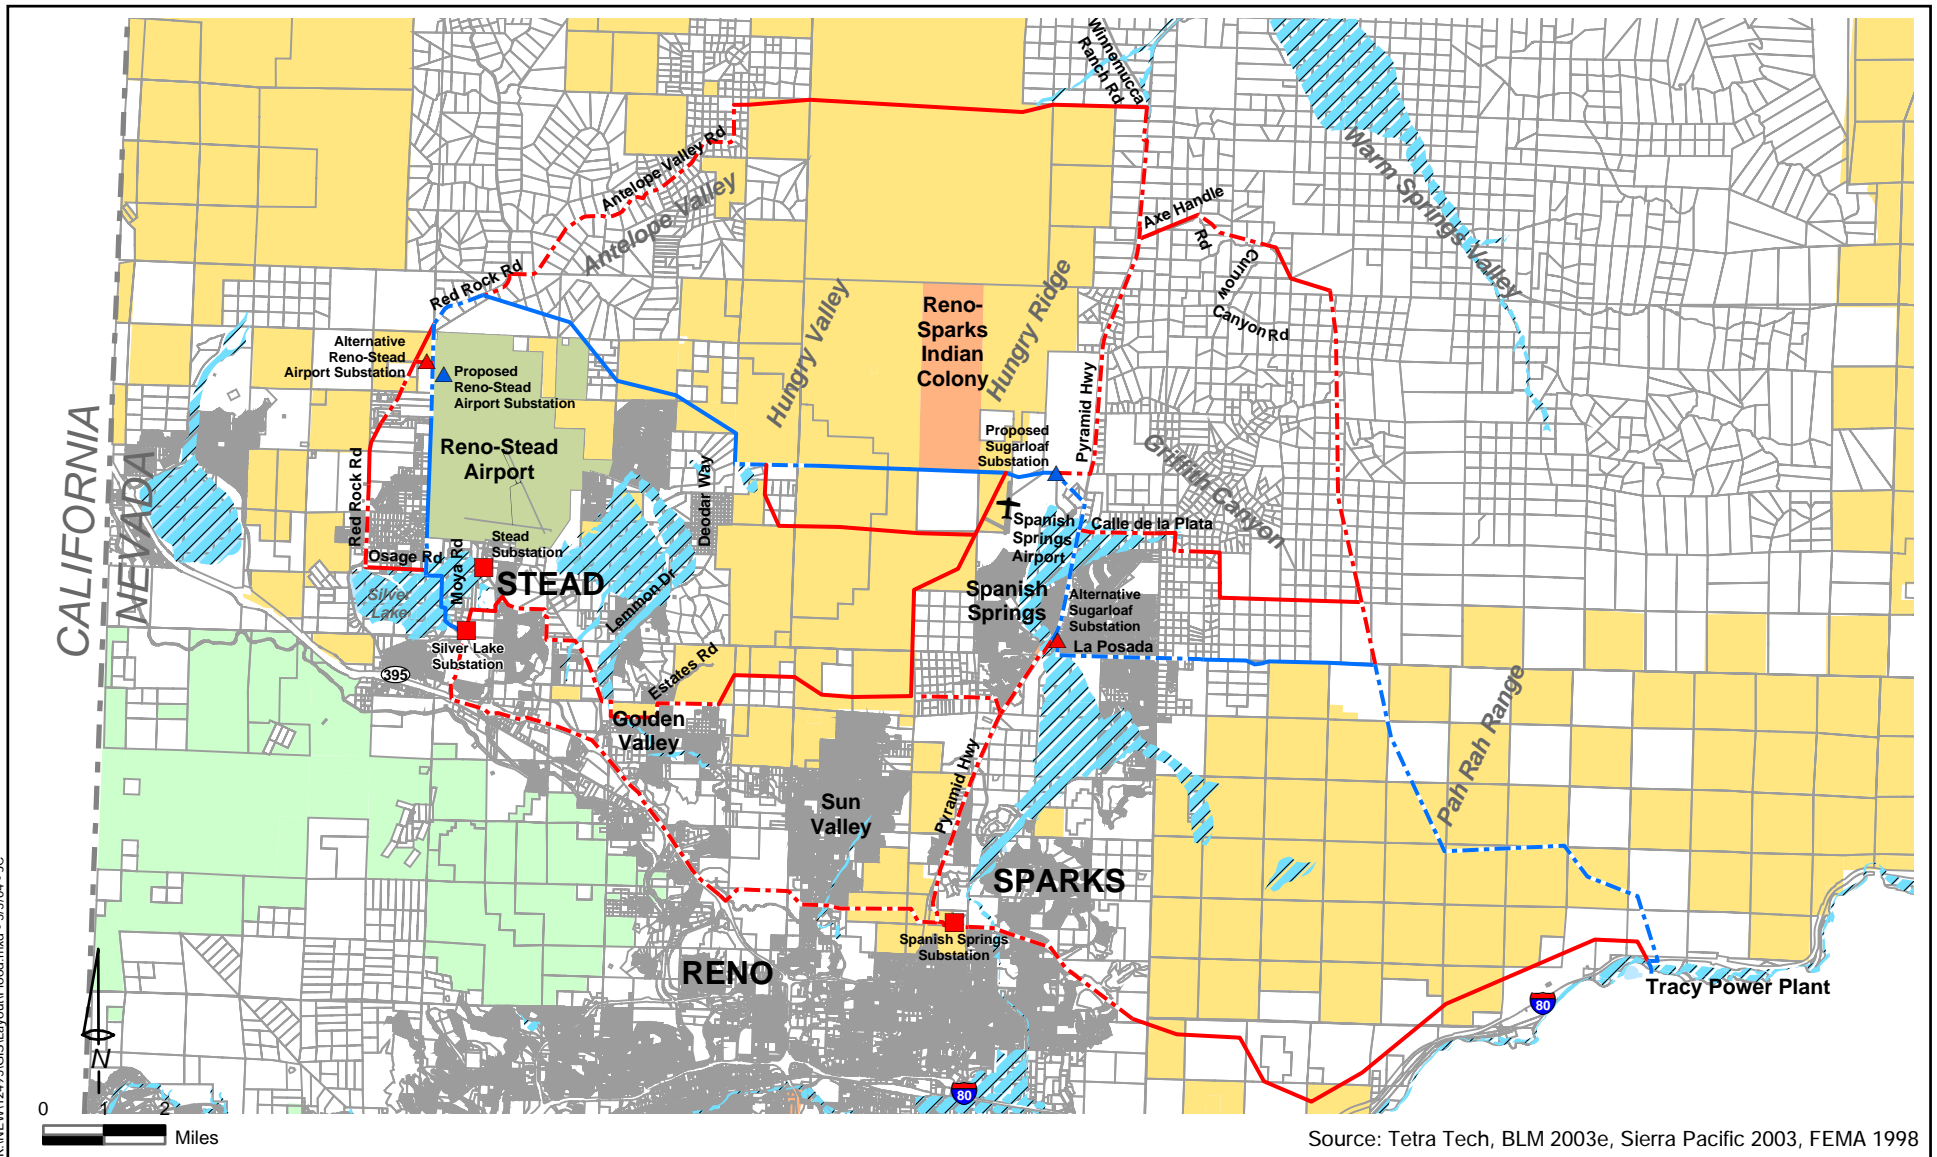 Winnemucca
Ranch Rd
Warm Springs Valley
Antelope Valley Rd
Antelope Valley
Axe Handle
Rd
Curnow
Canyon Rd
Red Rock Rd
Hungry Valley
Reno-
Sparks
Indian
Colony
Hungry Ridge
Alternative
Reno-Stead
Airport Substation
Proposed
Reno-Stead
Airport Substation
Pyramid Hwy
CALIFORNIA
NEVADA
Reno-Stead
Airport
Proposed
Sugarloaf
Substation
Griffith Canyon
Red Rock Rd
Deodar Way
Spanish
Springs
Airport
Calle de la Plata
Stead
Substation
Osage Rd
Moya Rd
STEAD
Silver
Lake
Lemmon Dr
Spanish
Springs
Alternative
Sugarloaf
Substation
La Posada
Silver Lake
Substation
395
Estates Rd
Golden
Valley
Pah Rah Range
Pyramid Hwy
Sun
Valley
SPARKS
Spanish Springs
Substation
RENO
Tracy Power Plant
80
80
N
0 1 2
Miles
Source: Tetra Tech, BLM 2003e, Sierra Pacific 2003, FEMA 1998